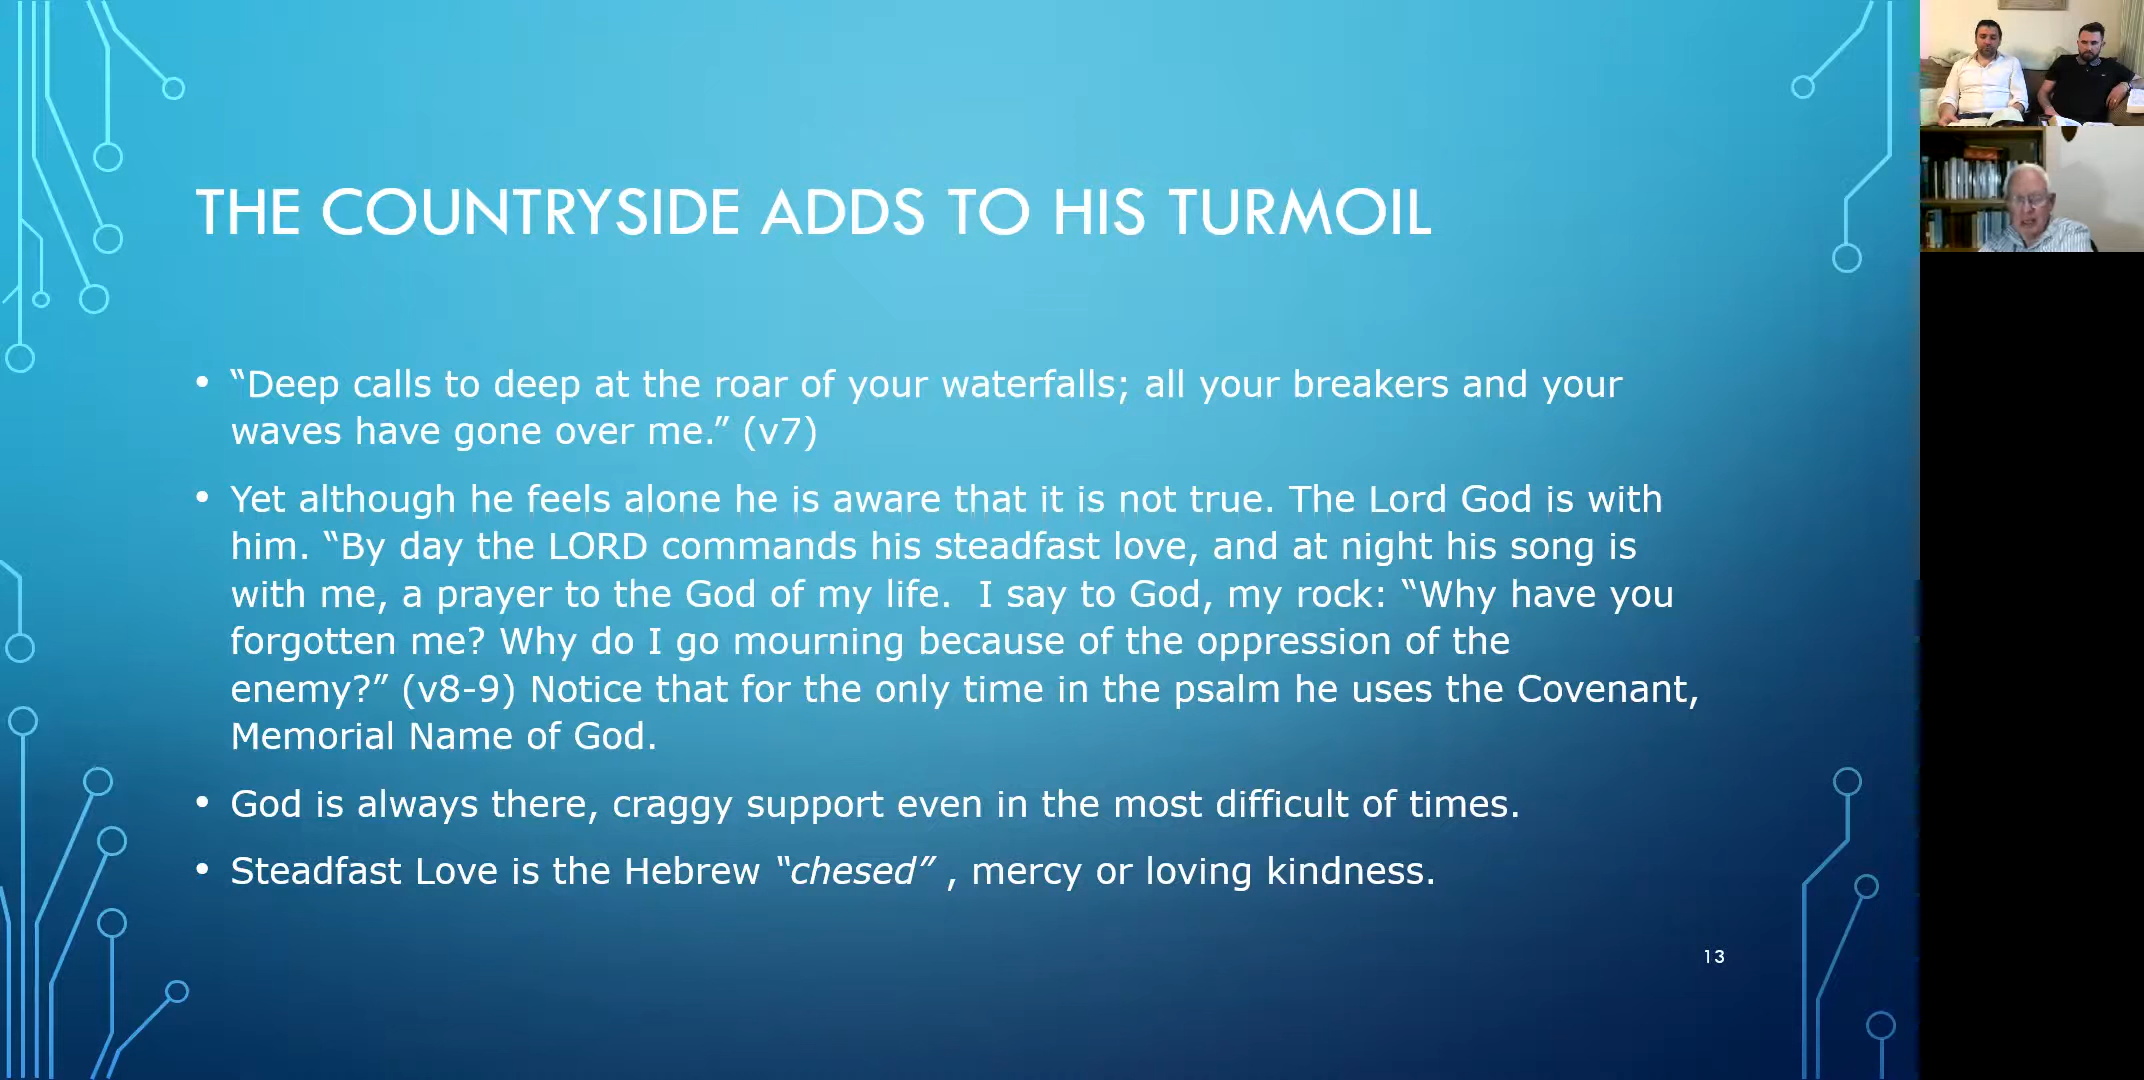 THE COUNTRYSIDE ADDS TO HIS TURMOIL
• “Deep calls to deep at the roar of your waterfalls; all your breakers and your
waves have gone over me.” (v7)
• Yet although he feels alone he is aware that it is not true. The Lord God is with
him. “By day the LORD commands his steadfast love, and at night his song is
with me, a prayer to the God of my life.  I say to God, my rock: “Why have you
forgotten me? Why do I go mourning because of the oppression of the
enemy?” (v8-9) Notice that for the only time in the psalm he uses the Covenant,
Memorial Name of God.
• God is always there, craggy support even in the most difficult of times.
• Steadfast Love is the Hebrew “chesed” , mercy or loving kindness.
13